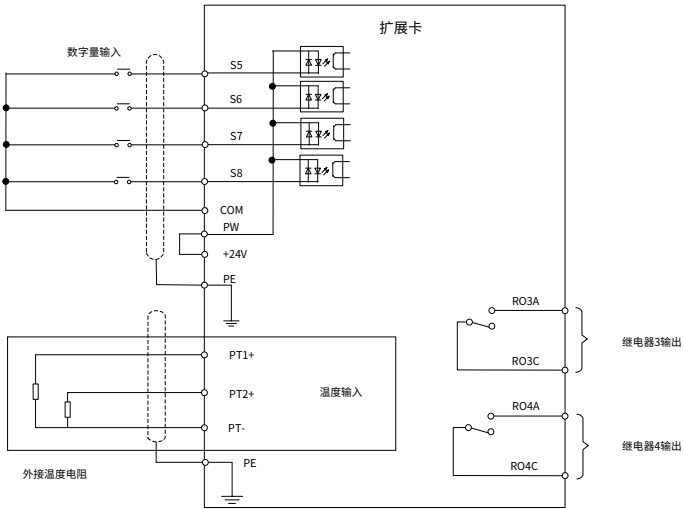 扩展卡
数字量输入
S5
S6
S7
S8
COM
PW
+24V
PE
RO3A
继电器3输出
RO3C
PT1+
PT2+
温度输入
PT-
RO4A
继电器4输出
RO4C
PE
外接温度电阻